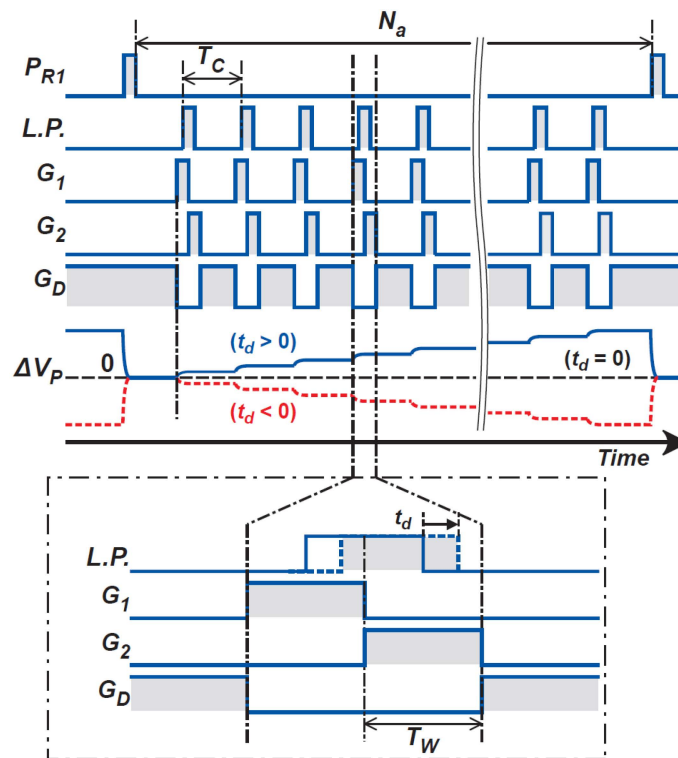 N_a
P_R1
T_C
L.P.
G_1
G_2
G_D
(t_d > 0)
ΔV_P 0 (t_d = 0)
(t_d < 0)
Time
t_d
L.P.
G_1
G_2
G_D
T_W